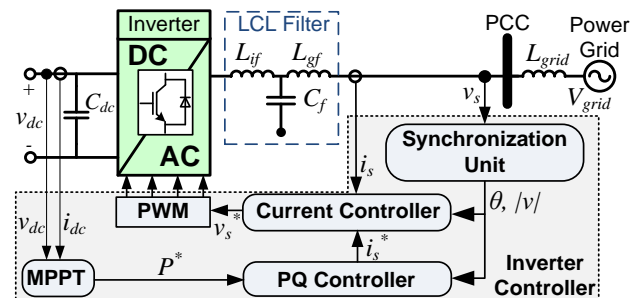 Inverter
DC
AC
LCL Filter
L_if
L_gf
C_f
PCC
Power
Grid
L_grid
V_grid
+
-
v_dc
C_dc
v_s
Synchronization
Unit
i_s
θ, |v|
PWM
v_s*
Current Controller
v_dc
i_dc
i_s*
MPPT
P*
PQ Controller
Inverter
Controller